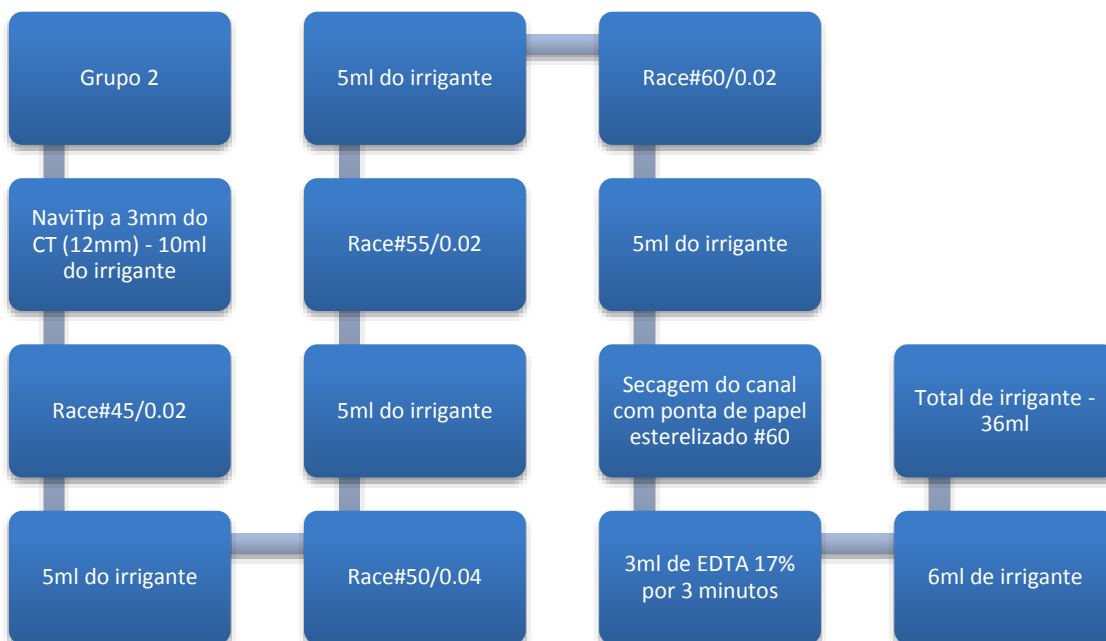 Grupo 2
NaviTip a 3mm do
CT (12mm) - 10ml
do irrigante
Race#45/0.02
5ml do irrigante
Race#50/0.04
5ml do irrigante
Race#55/0.02
5ml do irrigante
Race#60/0.02
5ml do irrigante
Secagem do canal
com ponta de papel
esterelizado #60
3ml de EDTA 17%
por 3 minutos
6ml de irrigante
Total de irrigante -
36ml